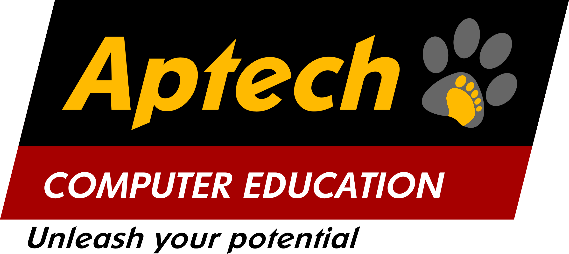 Aptech
COMPUTER EDUCATION
Unleash your potential